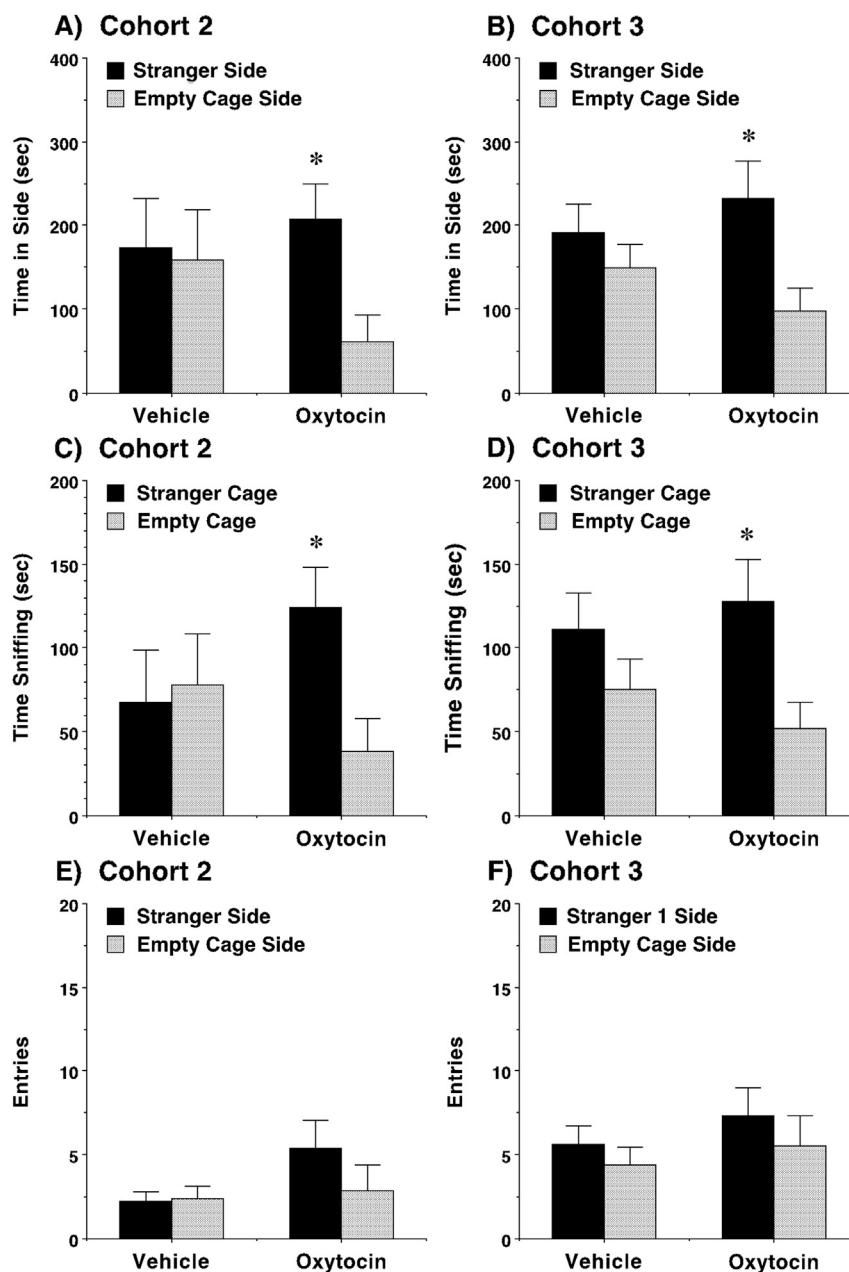 A) Cohort 2
400
300
200
100
0
Time in Side (sec)
Stranger Side
Empty Cage Side
*
Vehicle
Oxytocin
B) Cohort 3
400
300
200
100
0
Time in Side (sec)
Stranger Side
Empty Cage Side
*
Vehicle
Oxytocin
C) Cohort 2
200
150
100
50
0
Time Sniffing (sec)
Stranger Cage
Empty Cage
*
Vehicle
Oxytocin
D) Cohort 3
200
150
100
50
0
Time Sniffing (sec)
Stranger Cage
Empty Cage
*
Vehicle
Oxytocin
E) Cohort 2
20
15
10
5
0
Entries
Stranger Side
Empty Cage Side
Vehicle
Oxytocin
F) Cohort 3
20
15
10
5
0
Entries
Stranger 1 Side
Empty Cage Side
Vehicle
Oxytocin